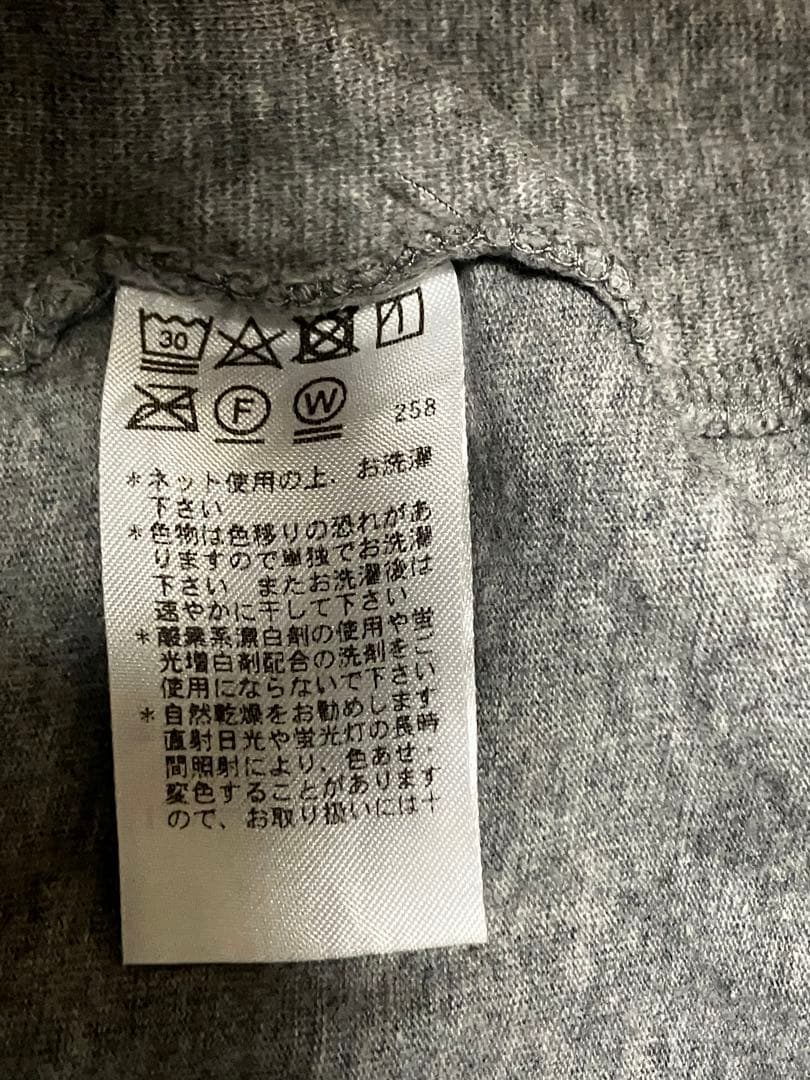 30
F W 258
*ネット使用の上、お洗濯
下さい
*色物は色移りの恐れがあ
りますので単独でお洗濯
下さい またお洗濯後は
速やかに干して下さい
*酸素系漂白剤の使用や蛍
光増白剤配合の洗剤をご
使用にならないで下さい
*自然乾燥をお勧めします
直射日光や蛍光灯の長時
間照射により、色あせ・
変色することがあります
ので、お取り扱いには十